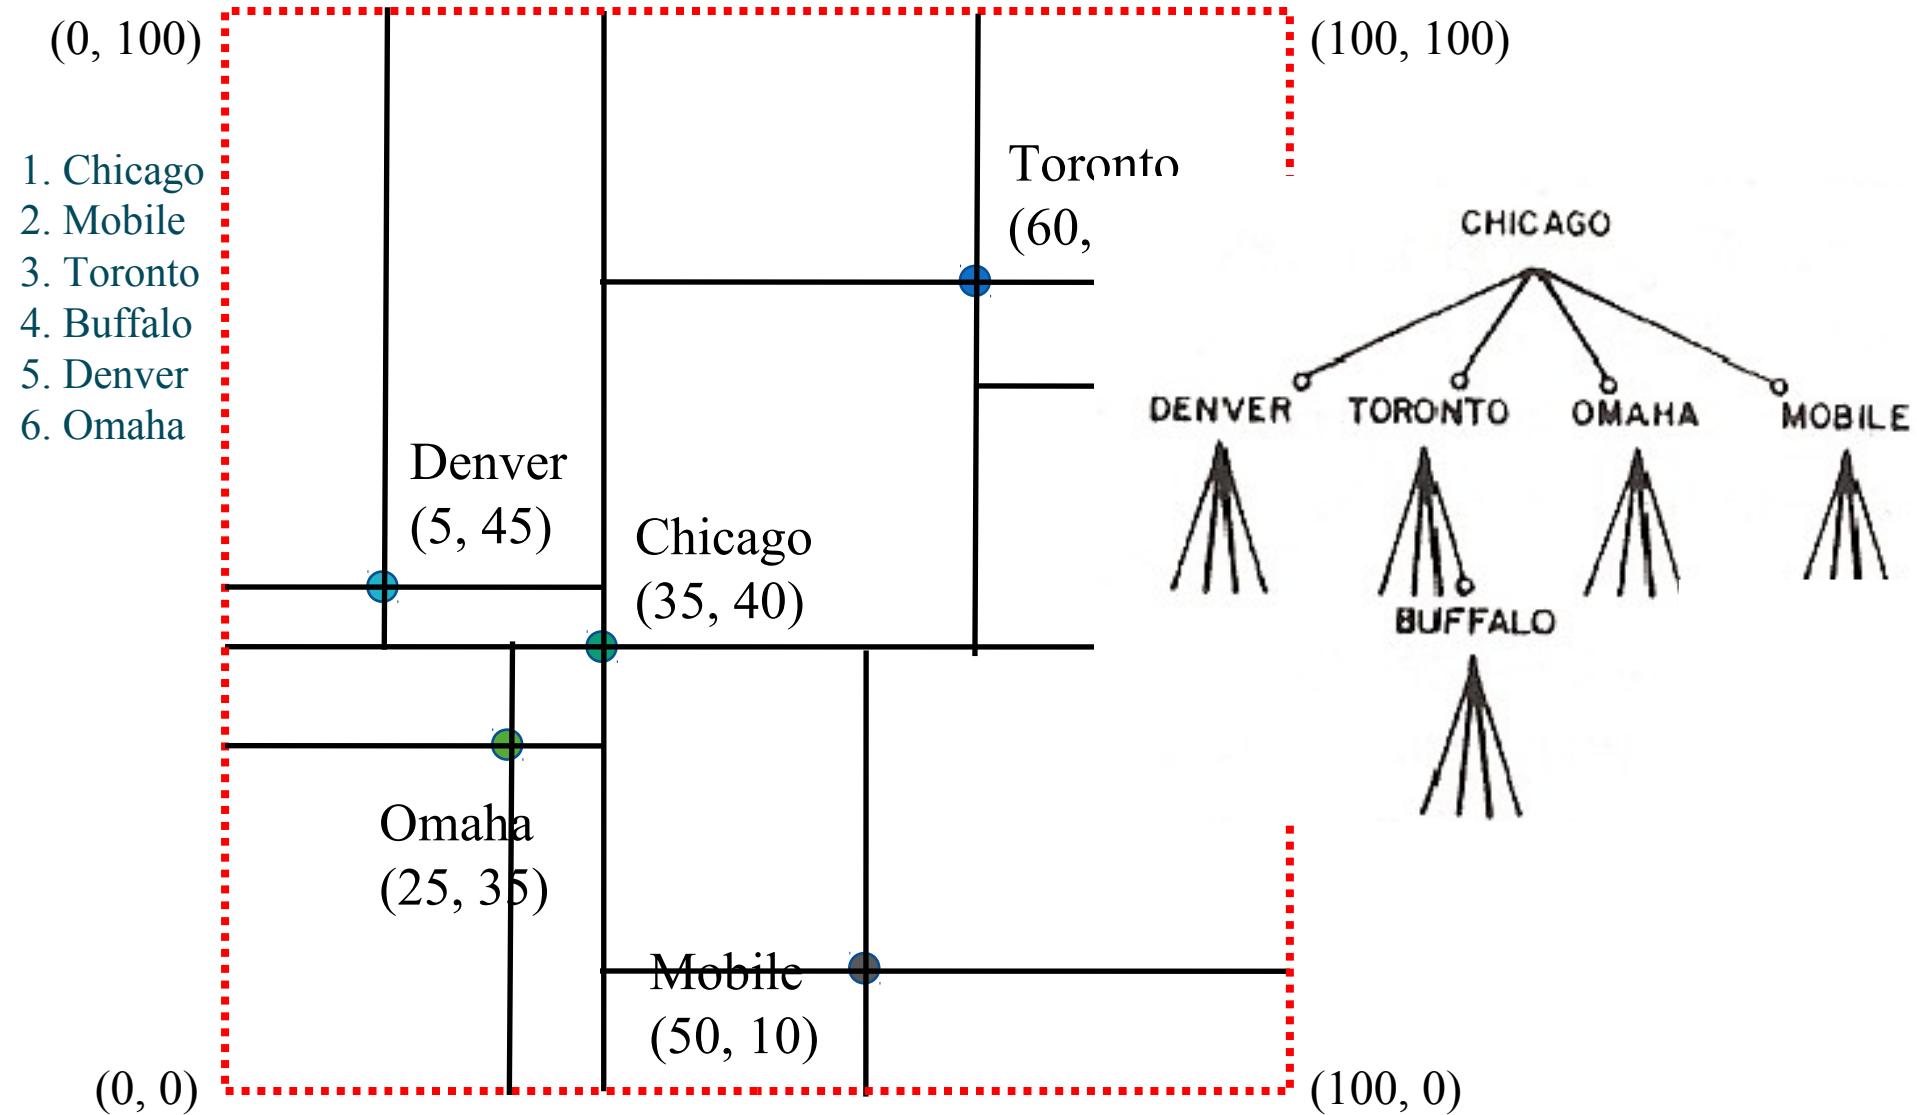 (0, 100)
(100, 100)
1. Chicago
2. Mobile
3. Toronto
4. Buffalo
5. Denver
6. Omaha
Toronto
(60,
Denver
(5, 45)
Chicago
(35, 40)
Omaha
(25, 35)
Mobile
(50, 10)
(0, 0)
(100, 0)
CHICAGO
DENVER TORONTO OMAHA MOBILE
BUFFALO